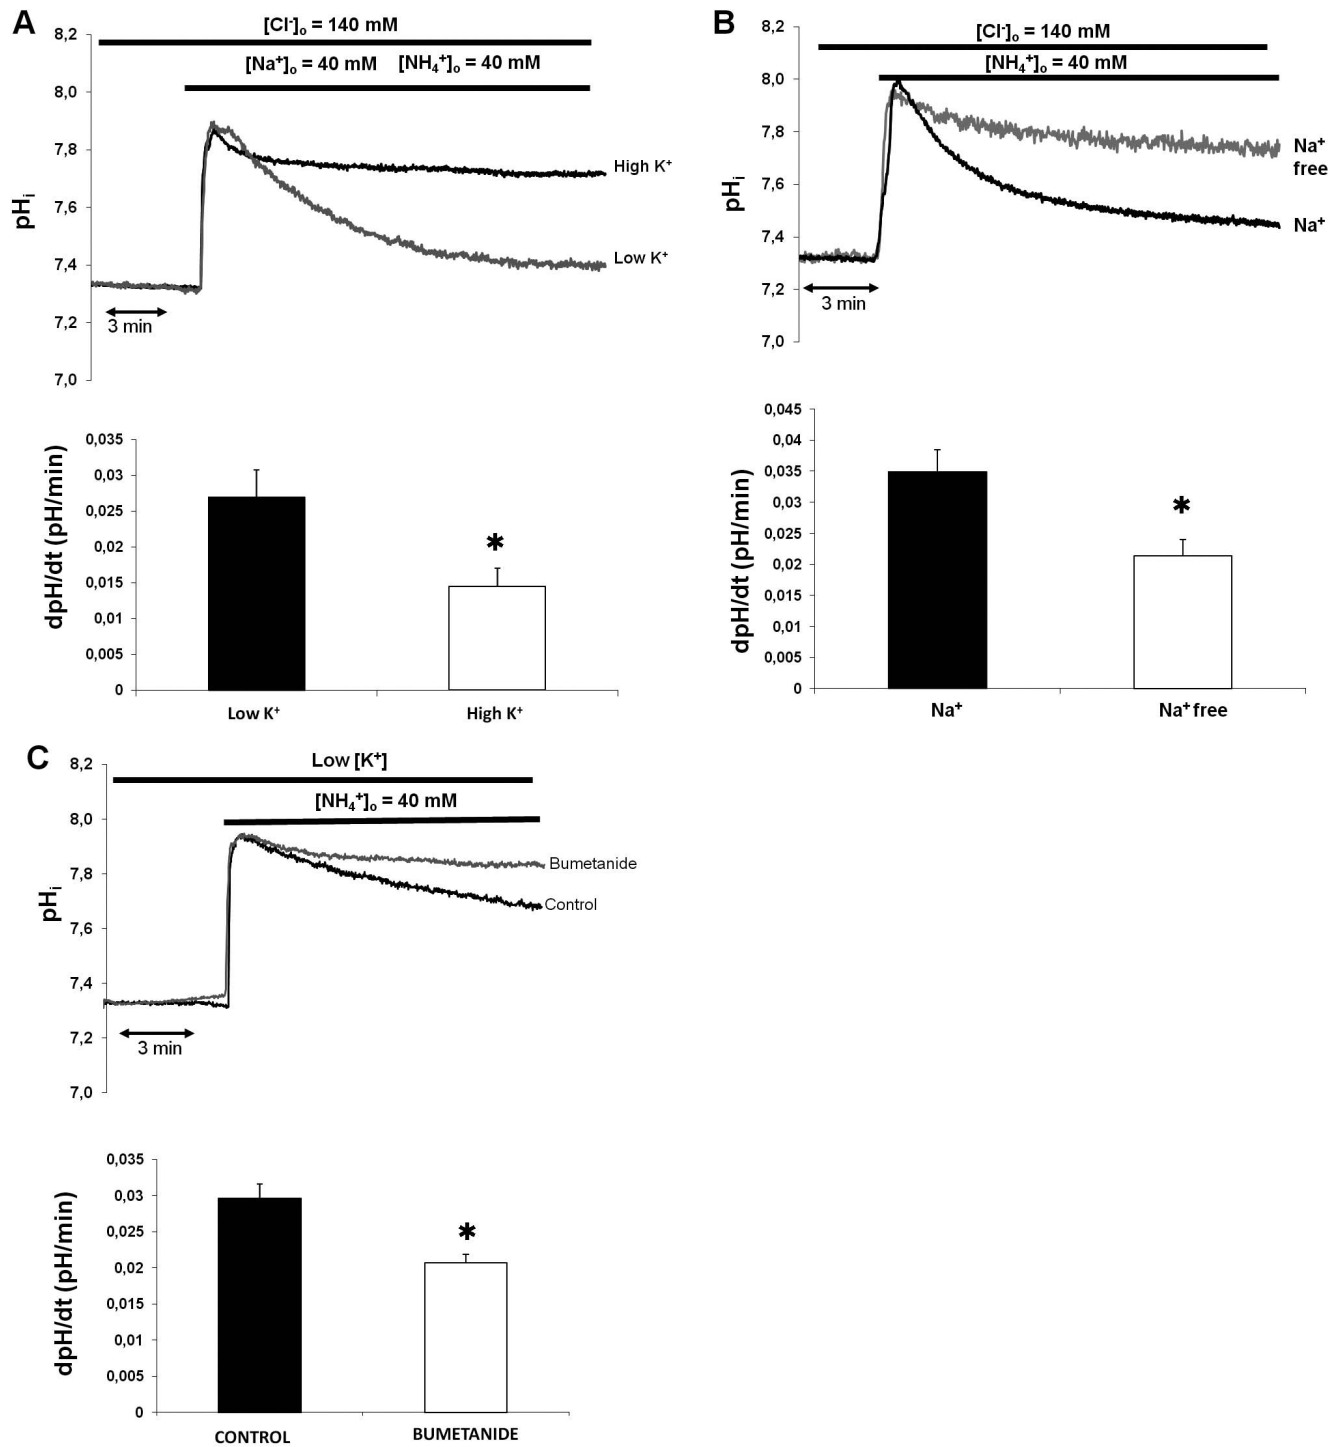 A
[Cl⁻]ₒ = 140 mM
[Na⁺]ₒ = 40 mM [NH₄⁺]ₒ = 40 mM
8,2
8,0
7,8
7,6
7,4
7,2
7,0
pHᵢ
High K⁺
Low K⁺
3 min
0,035
0,03
0,025
0,02
0,015
0,01
0,005
0
dpH/dt (pH/min)
*
Low K⁺
High K⁺
B
[Cl⁻]ₒ = 140 mM
[NH₄⁺]ₒ = 40 mM
8,2
8,0
7,8
7,6
7,4
7,2
7,0
pHᵢ
Na⁺
free
Na⁺
3 min
0,045
0,04
0,035
0,03
0,025
0,02
0,015
0,01
0,005
0
dpH/dt (pH/min)
*
Na⁺
Na⁺ free
C
Low [K⁺]
[NH₄⁺]ₒ = 40 mM
8,2
8,0
7,8
7,6
7,4
7,2
7,0
pHᵢ
Bumetanide
Control
3 min
0,035
0,03
0,025
0,02
0,015
0,01
0,005
0
dpH/dt (pH/min)
*
CONTROL
BUMETANIDE